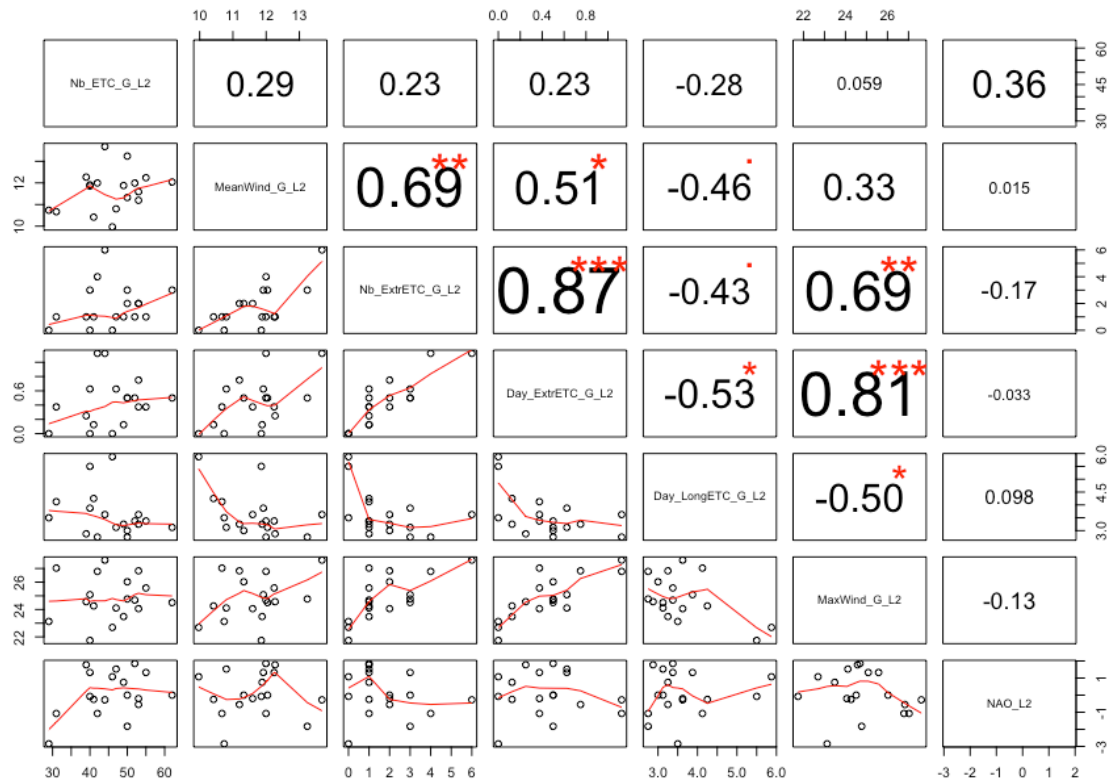 10 11 12 13
0.0 0.4 0.8
22 24 26
Nb_ETC_G_L2 0.29 0.23 0.23 -0.28 0.059 0.36
30 45 60
10 12
MeanWind_G_L2 0.69 ** 0.51 * -0.46 . 0.33 0.015
Nb_ExtrETC_G_L2 0.87 *** -0.43 . 0.69 ** -0.17
0 2 4 6
0.0 0.6
Day_ExtrETC_G_L2 -0.53 * 0.81 *** -0.033
Day_LongETC_G_L2 -0.50 * 0.098
3.0 4.5 6.0
22 24 26
MaxWind_G_L2 -0.13
NAO_L2
-3 -1 1
30 40 50 60
0 1 2 3 4 5 6
3.0 4.0 5.0 6.0
-3 -2 -1 0 1 2